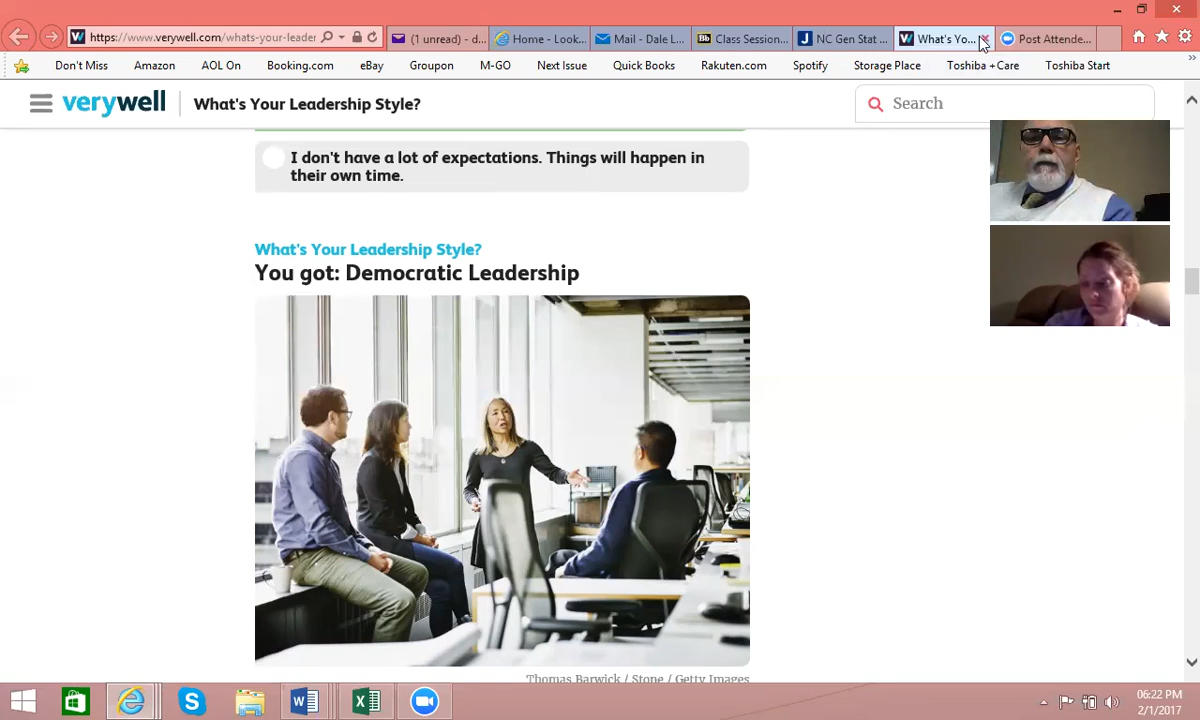 https://www.verywell.com/whats-your-leader
(1 unread) - d...
Home - Look...
Mail - Dale L...
Bb Class Session...
J NC Gen Stat ...
What's Yo...
Post Attende...
Don't Miss
Amazon
AOL On
Booking.com
eBay
Groupon
M-GO
Next Issue
Quick Books
Rakuten.com
Spotify
Storage Place
Toshiba +Care
Toshiba Start
verywell
What's Your Leadership Style?
Search
I don't have a lot of expectations. Things will happen in
their own time.
What's Your Leadership Style?
You got: Democratic Leadership
Thomas Barwick / Stone / Getty Images
06:22 PM
2/1/2017